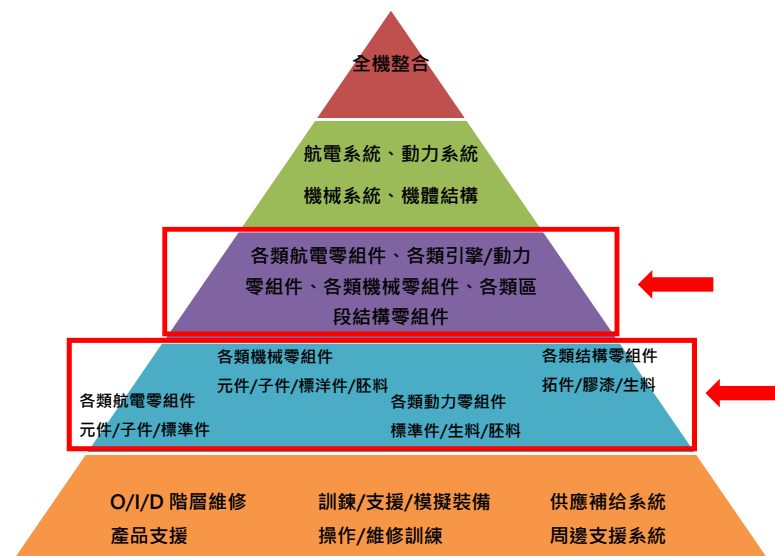 全機整合
航電系統、動力系統
機械系統、機體結構
各類航電零組件、各類引擎/動力
零組件、各類機械零組件、各類區
段結構零組件
各類機械零組件
元件/子件/標洋件/胚料
各類结構零組件
拓件/膠漆/生料
各類航電零組件
元件/子件/標準件
各類動力零組件
標準件/生料/胚料
O/I/D 階層維修
產品支援
訓鍊/支援/模擬裝備
操作/維修訓練
供應補给系統
周邊支援系統